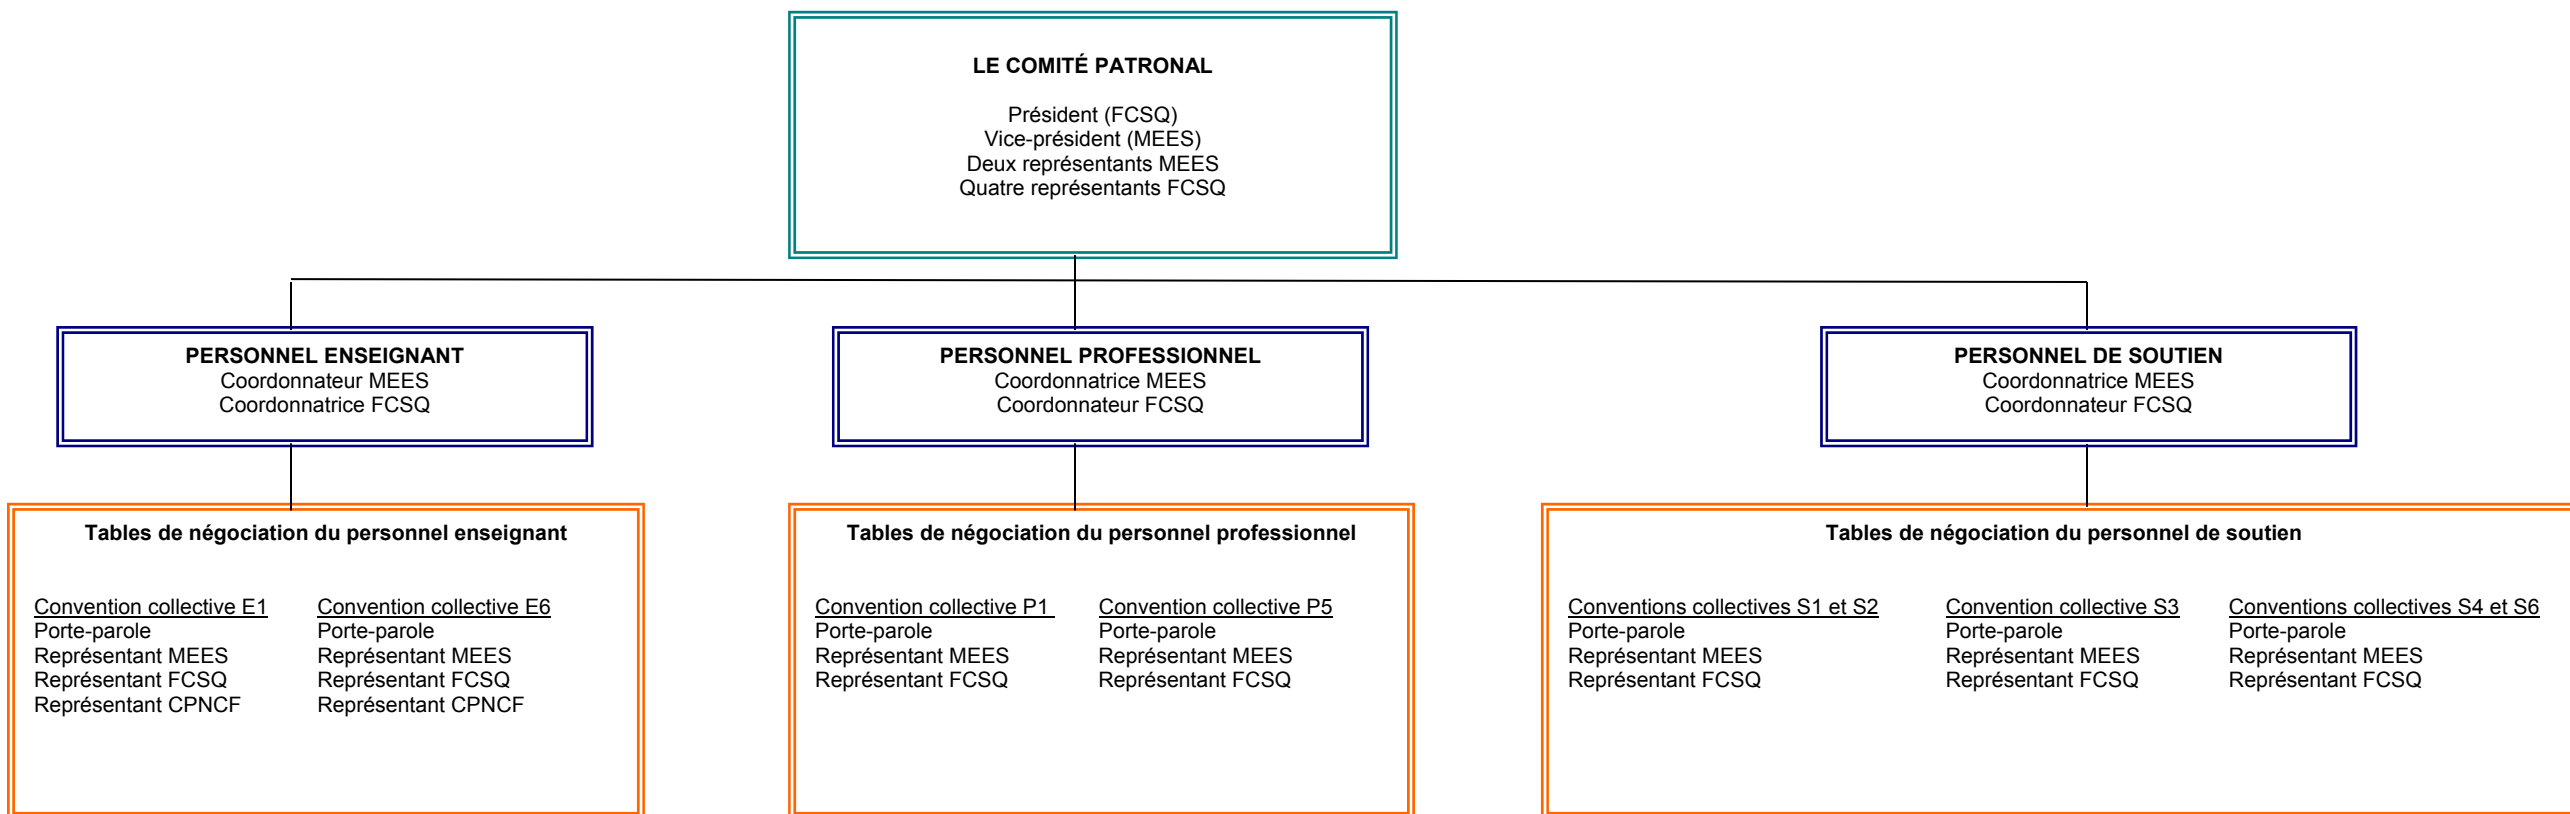 LE COMITÉ PATRONAL
Président (FCSQ)
Vice-président (MEES)
Deux représentants MEES
Quatre représentants FCSQ
PERSONNEL ENSEIGNANT
Coordonnateur MEES
Coordonnatrice FCSQ
PERSONNEL PROFESSIONNEL
Coordonnatrice MEES
Coordonnateur FCSQ
PERSONNEL DE SOUTIEN
Coordonnatrice MEES
Coordonnateur FCSQ
Tables de négociation du personnel enseignant
Convention collective E1
Porte-parole
Représentant MEES
Représentant FCSQ
Représentant CPNCF
Convention collective E6
Porte-parole
Représentant MEES
Représentant FCSQ
Représentant CPNCF
Tables de négociation du personnel professionnel
Convention collective P1
Porte-parole
Représentant MEES
Représentant FCSQ
Convention collective P5
Porte-parole
Représentant MEES
Représentant FCSQ
Tables de négociation du personnel de soutien
Conventions collectives S1 et S2
Porte-parole
Représentant MEES
Représentant FCSQ
Convention collective S3
Porte-parole
Représentant MEES
Représentant FCSQ
Conventions collectives S4 et S6
Porte-parole
Représentant MEES
Représentant FCSQ